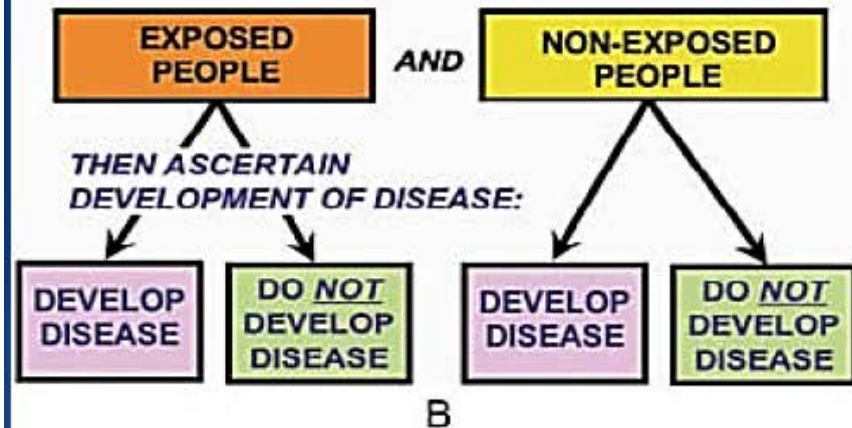 EXPOSED
PEOPLE
AND
NON-EXPOSED
PEOPLE
THEN ASCERTAIN
DEVELOPMENT OF DISEASE:
DEVELOP
DISEASE
DO NOT
DEVELOP
DISEASE
DEVELOP
DISEASE
DO NOT
DEVELOP
DISEASE
B